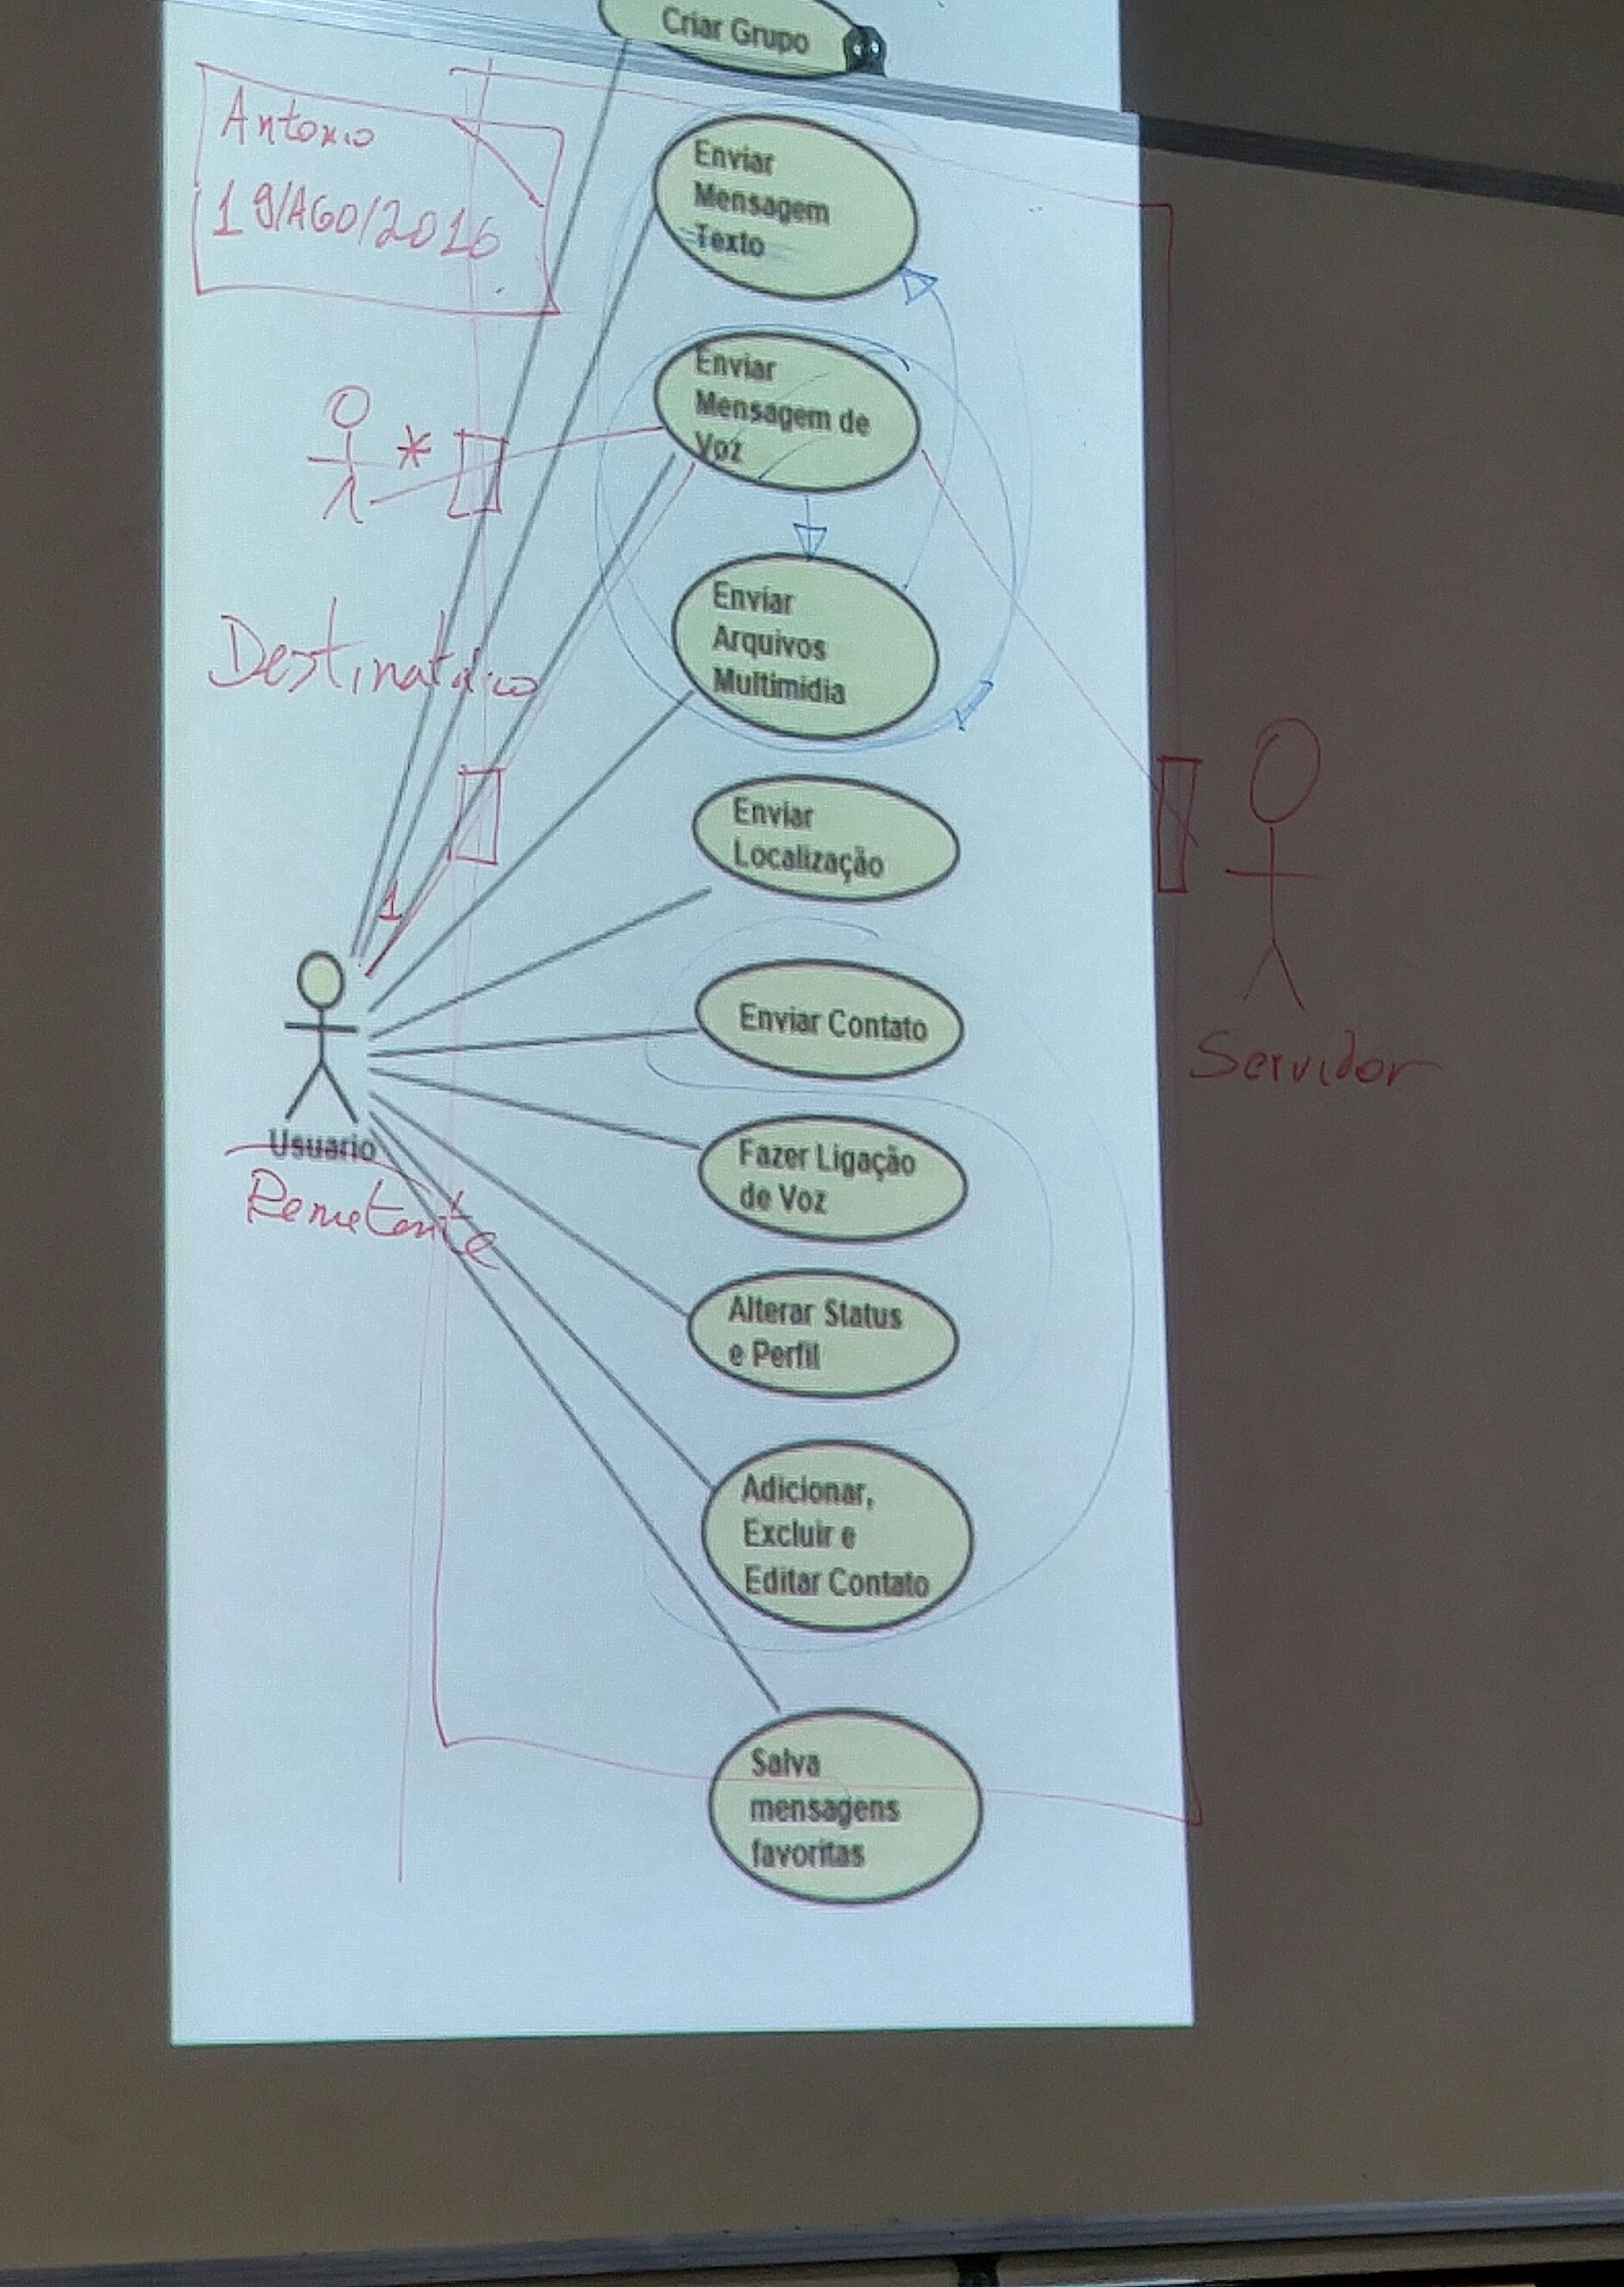 Criar Grupo
Antonio
19/AGO/2016
Enviar
Mensagem
Texto
Enviar
Mensagem de
Voz
*
Enviar
Arquivos
Multimidia
Destinatário
Enviar
Localização
1
Enviar Contato
Servidor
Usuario
Remetente
Fazer Ligação
de Voz
Alterar Status
e Perfil
Adicionar,
Excluir e
Editar Contato
Salva
mensagens
favoritas